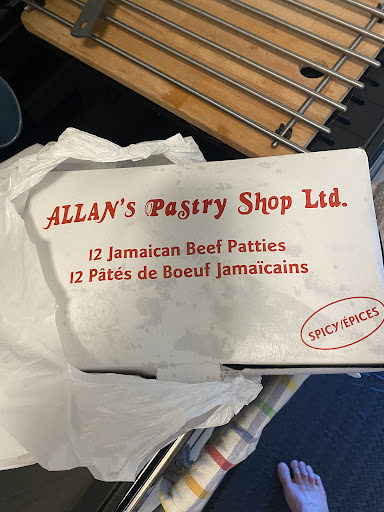 ALLAN's Pastry Shop Ltd.
12 Jamaican Beef Patties
12 Pâtés de Boeuf Jamaïcains
SPICY/ÉPICES